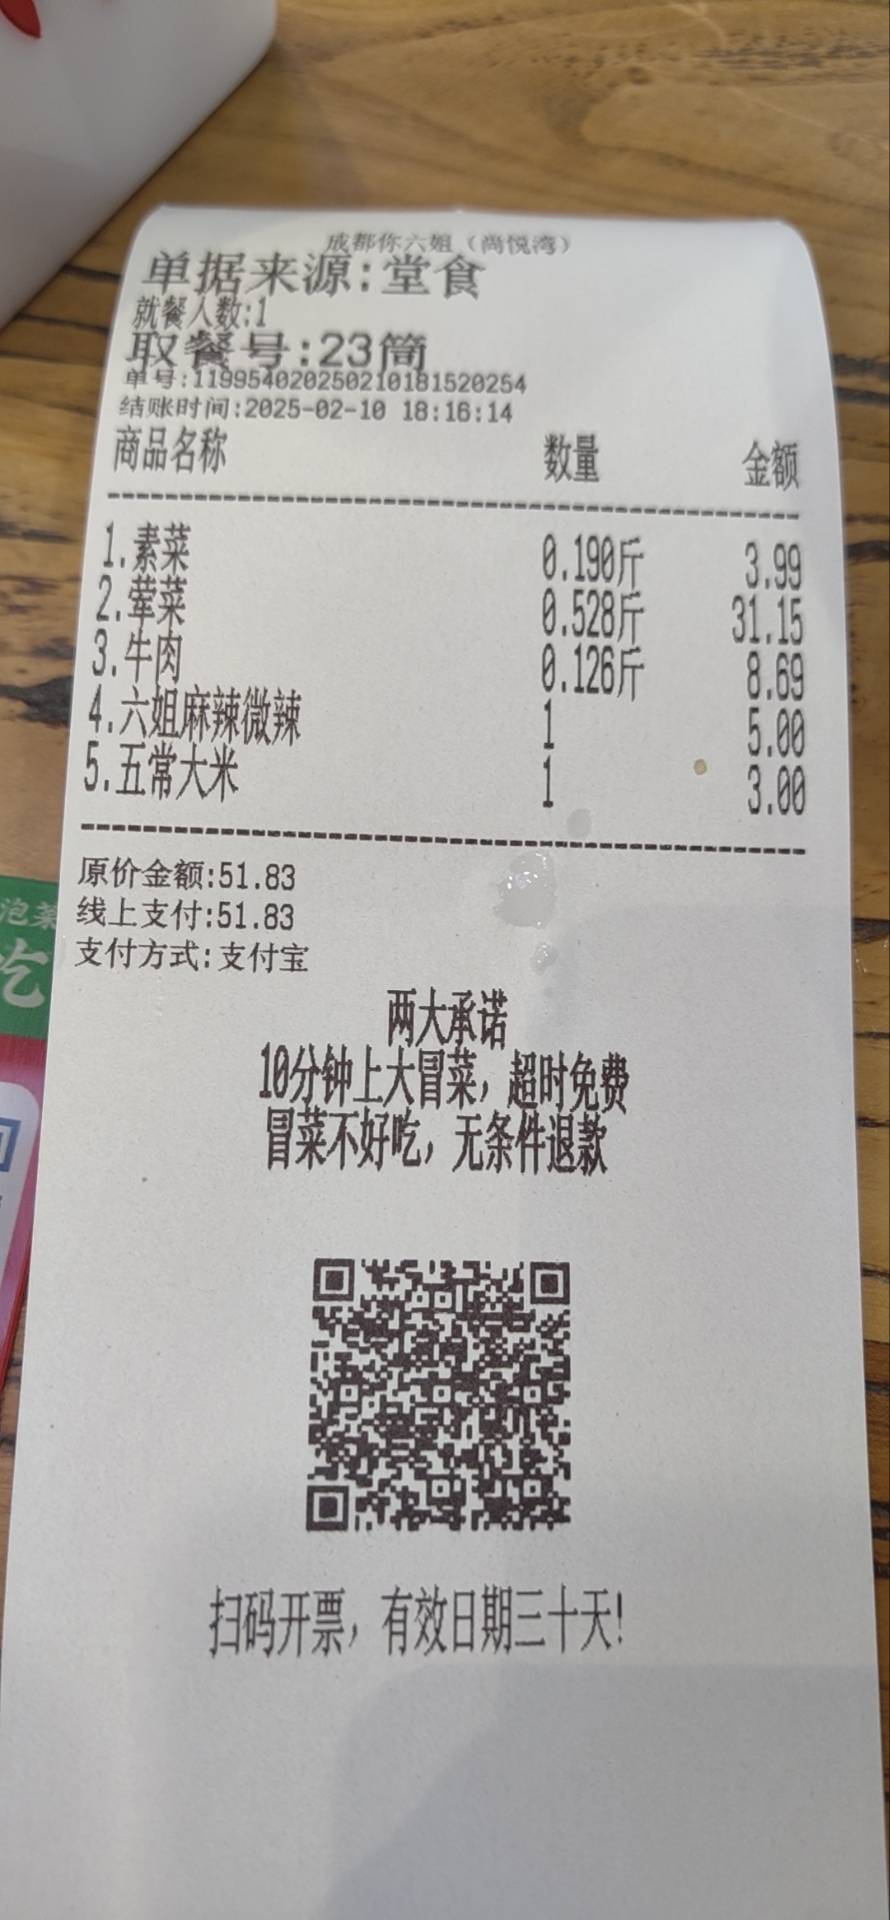 成都你六姐（尚悦湾）
单据来源:堂食
就餐人数:1
取餐号:23筒
单号:119954020250210181520254
结账时间:2025-02-10 18:16:14
商品名称 数量 金额
1.素菜 0.190斤 3.99
2.荤菜 0.528斤 31.15
3.牛肉 0.126斤 8.69
4.六姐麻辣微辣 1 5.00
5.五常大米 1 3.00
原价金额:51.83
线上支付:51.83
支付方式:支付宝
两大承诺
10分钟上大冒菜，超时免费
冒菜不好吃，无条件退款
扫码开票，有效日期三十天!
泡菜
吃